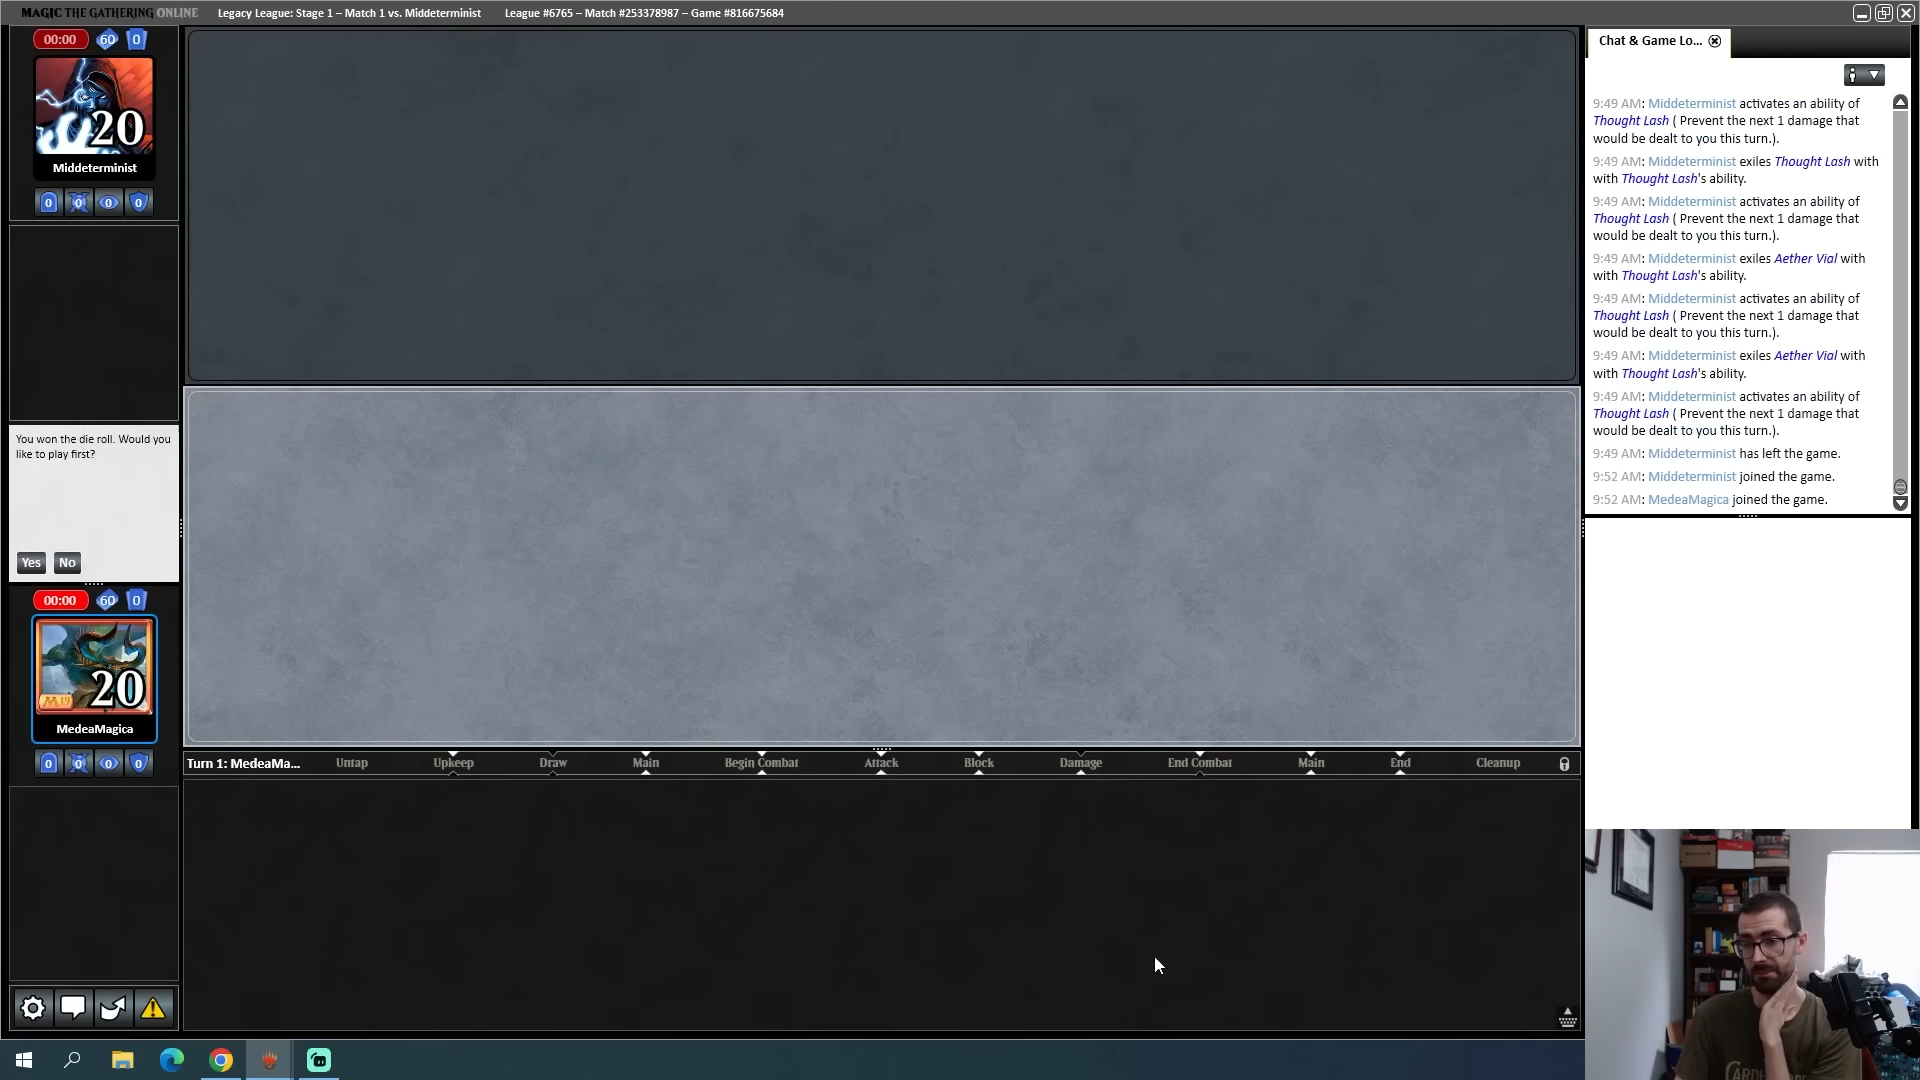 MAGIC THE GATHERING ONLINE
Legacy League: Stage 1 – Match 1 vs. Middeterminist
League #6765 – Match #253378987 – Game #816675684
00:00 60 0
20
Middeterminist
0 0 0 0
You won the die roll. Would you
like to play first?
Yes No
00:00 60 0
M19
20
MedeaMagica
0 0 0 0
Turn 1: MedeaMa... Untap Upkeep Draw Main Begin Combat Attack Block Damage End Combat Main End Cleanup
Chat & Game Lo...
9:49 AM: Middeterminist activates an ability of
Thought Lash ( Prevent the next 1 damage that
would be dealt to you this turn.).
9:49 AM: Middeterminist exiles Thought Lash with
with Thought Lash's ability.
9:49 AM: Middeterminist activates an ability of
Thought Lash ( Prevent the next 1 damage that
would be dealt to you this turn.).
9:49 AM: Middeterminist exiles Aether Vial with
with Thought Lash's ability.
9:49 AM: Middeterminist activates an ability of
Thought Lash ( Prevent the next 1 damage that
would be dealt to you this turn.).
9:49 AM: Middeterminist exiles Aether Vial with
with Thought Lash's ability.
9:49 AM: Middeterminist activates an ability of
Thought Lash ( Prevent the next 1 damage that
would be dealt to you this turn.).
9:49 AM: Middeterminist has left the game.
9:52 AM: Middeterminist joined the game.
9:52 AM: MedeaMagica joined the game.